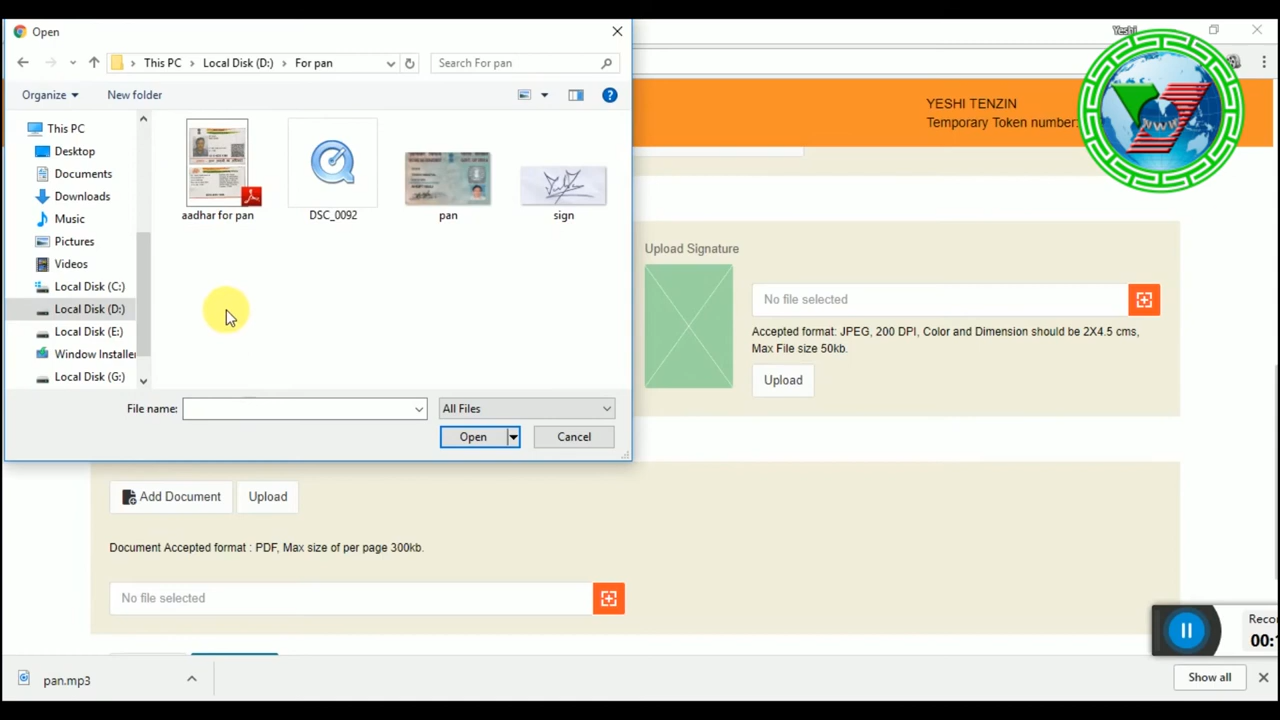 Open
Yeshi
This PC
Local Disk (D:)
For pan
Search For pan
Organize
New folder
YESHI TENZIN
Temporary Token number:
WWW
This PC
Desktop
Documents
Downloads
Music
Pictures
Videos
Local Disk (C:)
Local Disk (D:)
Local Disk (E:)
Window Installer
Local Disk (G:)
aadhar for pan
DSC_0092
pan
sign
File name:
All Files
Open
Cancel
Upload Signature
No file selected
Accepted format: JPEG, 200 DPI, Color and Dimension should be 2X4.5 cms,
Max File size 50kb.
Upload
Add Document
Upload
Document Accepted format : PDF, Max size of per page 300kb.
No file selected
Reco
00:
pan.mp3
Show all